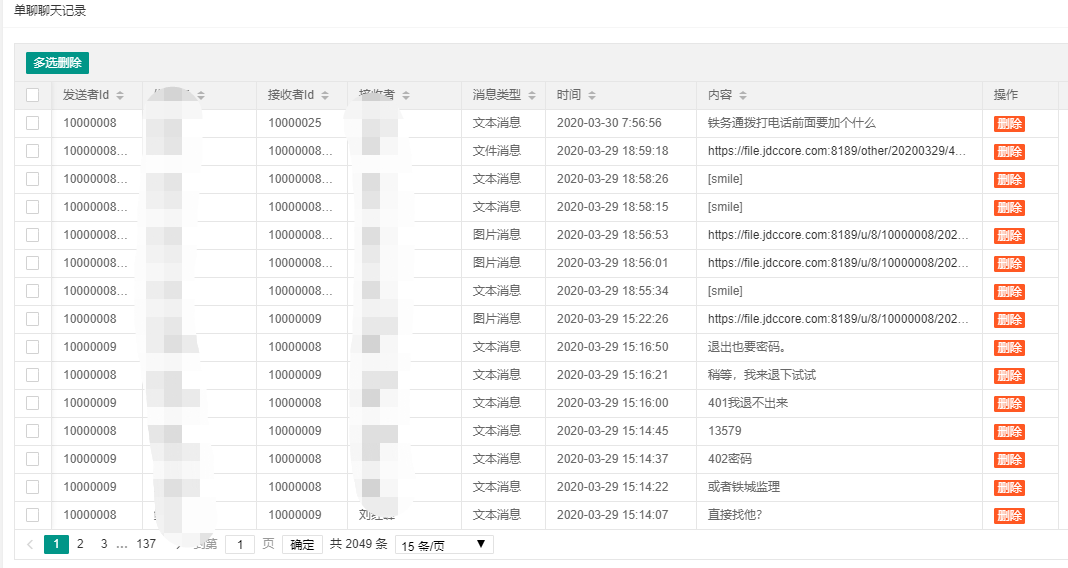 单聊聊天记录
多选删除
发送者Id 接收者Id 接收者 消息类型 时间 内容 操作
10000008 10000025 文本消息 2020-03-30 7:56:56 铁务通拨打电话前面要加个什么 删除
10000008... 10000008... 文件消息 2020-03-29 18:59:18 https://file.jdccore.com:8189/other/20200329/4... 删除
10000008... 10000008... 文本消息 2020-03-29 18:58:26 [smile] 删除
10000008... 10000008... 文本消息 2020-03-29 18:58:15 [smile] 删除
10000008... 10000008... 图片消息 2020-03-29 18:56:53 https://file.jdccore.com:8189/u/8/10000008/202... 删除
10000008... 10000008... 图片消息 2020-03-29 18:56:01 https://file.jdccore.com:8189/u/8/10000008/202... 删除
10000008... 10000008... 文本消息 2020-03-29 18:55:34 [smile] 删除
10000008 10000009 图片消息 2020-03-29 15:22:26 https://file.jdccore.com:8189/u/8/10000008/202... 删除
10000009 10000008 文本消息 2020-03-29 15:16:50 退出也要密码。 删除
10000008 10000009 文本消息 2020-03-29 15:16:21 稍等，我来退下试试 删除
10000009 10000008 文本消息 2020-03-29 15:16:00 401我退不出来 删除
10000008 10000009 文本消息 2020-03-29 15:14:45 13579 删除
10000009 10000008 文本消息 2020-03-29 15:14:37 402密码 删除
10000009 10000008 文本消息 2020-03-29 15:14:22 或者铁城监理 删除
10000008 10000009 文本消息 2020-03-29 15:14:07 直接找他? 删除
1 2 3 ... 137 到第 1 页 确定 共 2049 条 15 条/页